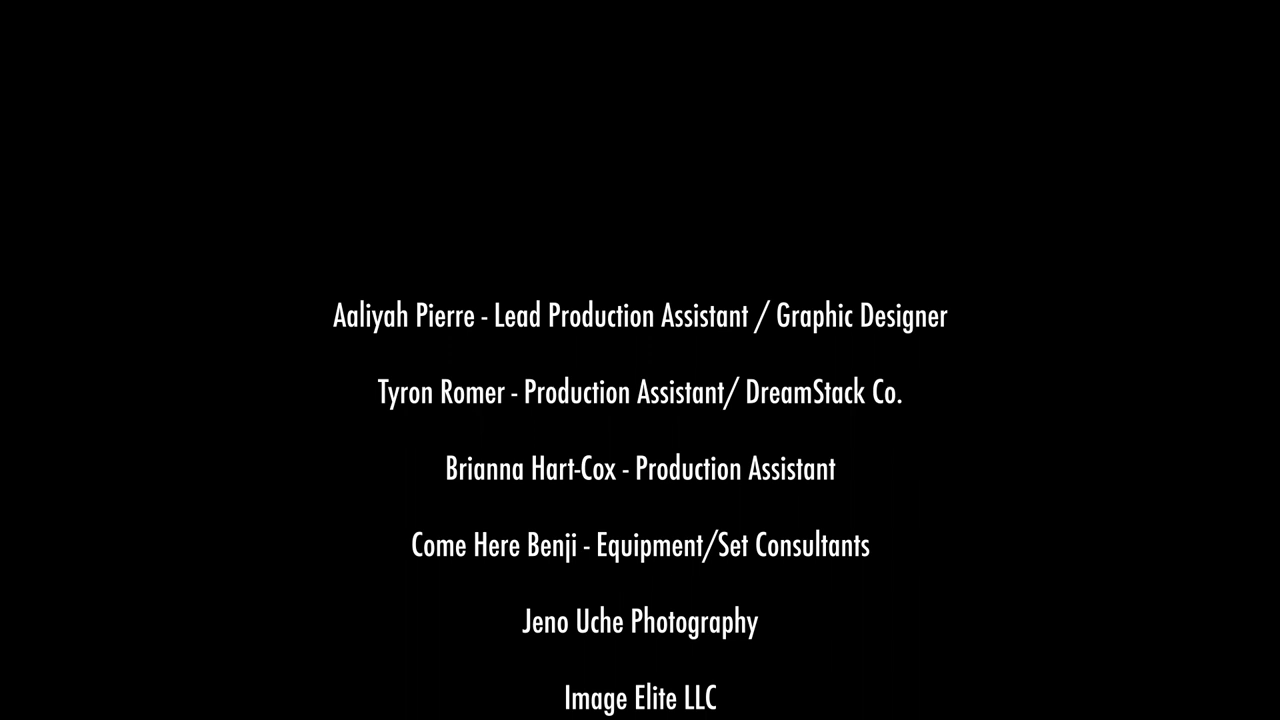 Aaliyah Pierre - Lead Production Assistant / Graphic Designer
Tyron Romer - Production Assistant/ DreamStack Co.
Brianna Hart-Cox - Production Assistant
Come Here Benji - Equipment/Set Consultants
Jeno Uche Photography
Image Elite LLC